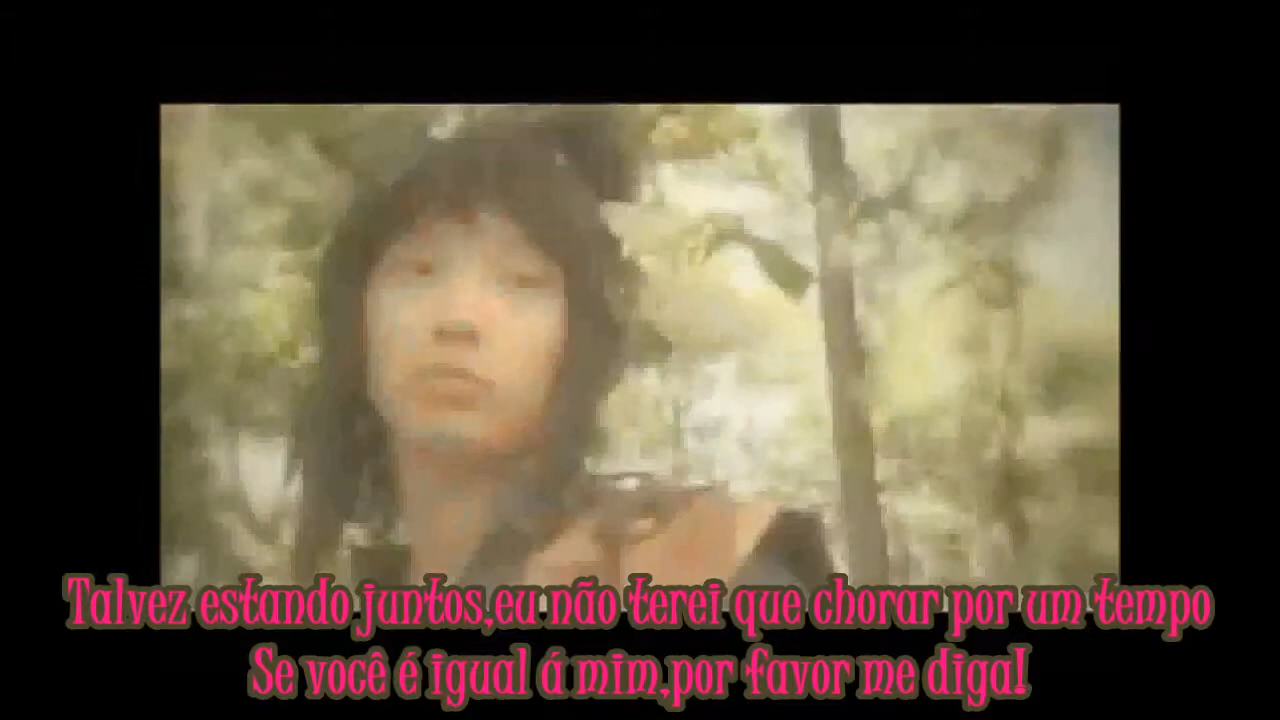 Talvez estando juntos,eu não terei que chorar por um tempo
Se você é igual á mim,por favor me diga!